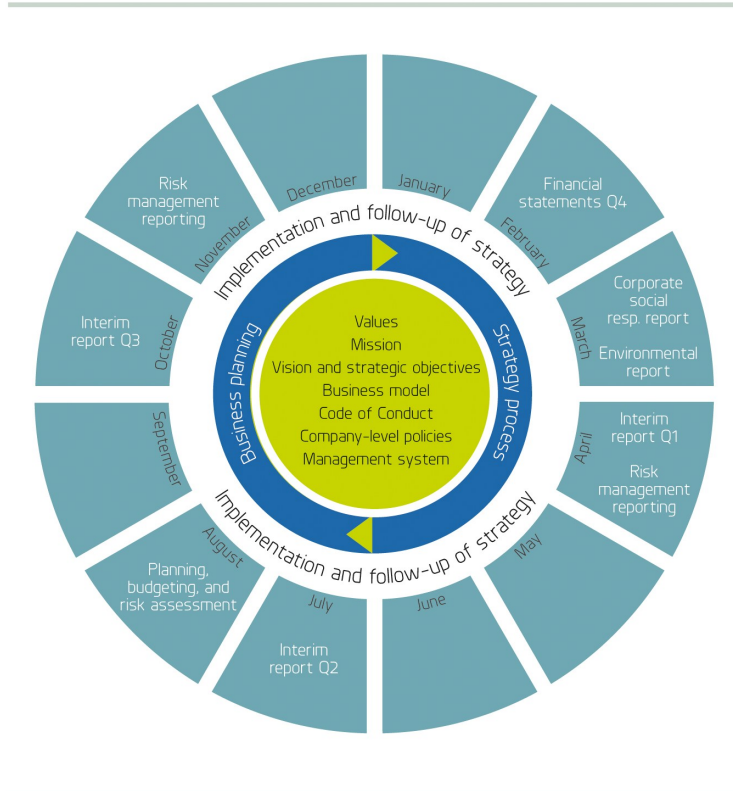 January
Financial
statements Q4
February
Corporate
social
resp. report
Environmental
report
March
Interim
report Q1
Risk
management
reporting
April
May
June
Interim
report Q2
July
Planning,
budgeting, and
risk assessment
August
September
Interim
report Q3
October
Risk
management
reporting
November
December
Implementation and follow-up of strategy
Strategy process
Implementation and follow-up of strategy
Business planning
Values
Mission
Vision and strategic objectives
Business model
Code of Conduct
Company-level policies
Management system